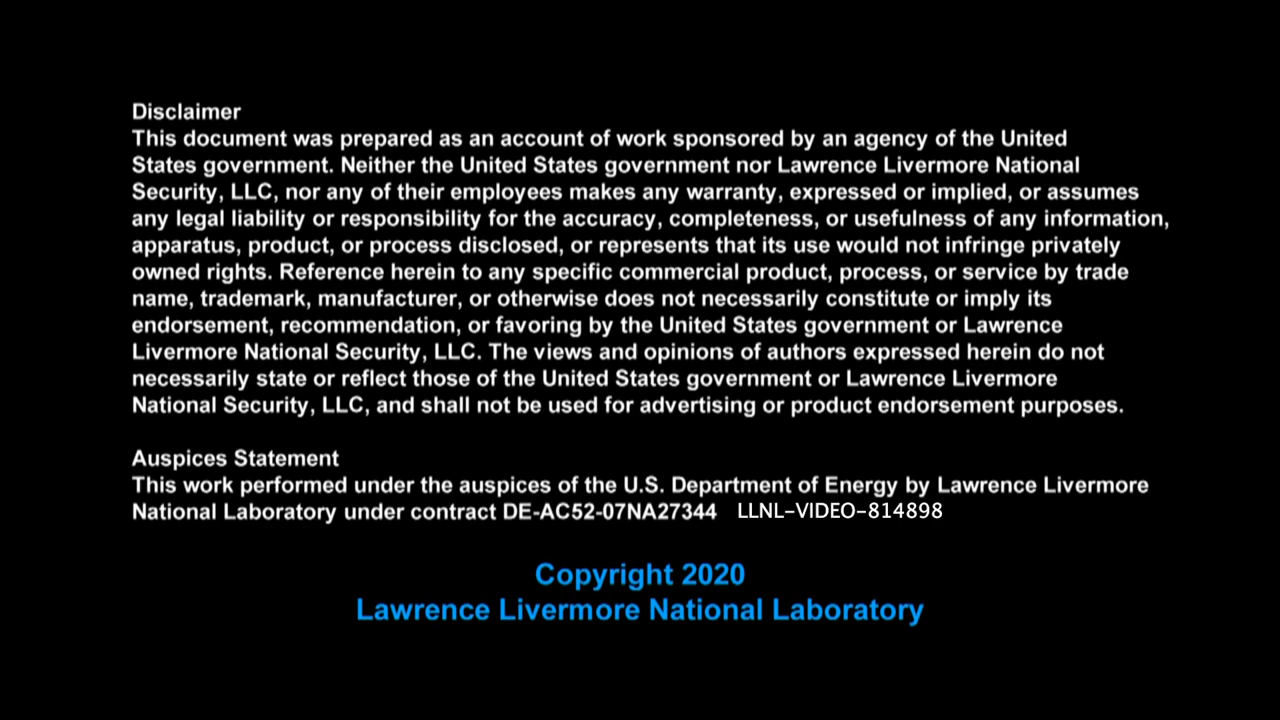 Disclaimer
This document was prepared as an account of work sponsored by an agency of the United
States government. Neither the United States government nor Lawrence Livermore National
Security, LLC, nor any of their employees makes any warranty, expressed or implied, or assumes
any legal liability or responsibility for the accuracy, completeness, or usefulness of any information,
apparatus, product, or process disclosed, or represents that its use would not infringe privately
owned rights. Reference herein to any specific commercial product, process, or service by trade
name, trademark, manufacturer, or otherwise does not necessarily constitute or imply its
endorsement, recommendation, or favoring by the United States government or Lawrence
Livermore National Security, LLC. The views and opinions of authors expressed herein do not
necessarily state or reflect those of the United States government or Lawrence Livermore
National Security, LLC, and shall not be used for advertising or product endorsement purposes.
Auspices Statement
This work performed under the auspices of the U.S. Department of Energy by Lawrence Livermore
National Laboratory under contract DE-AC52-07NA27344 LLNL-VIDEO-814898
Copyright 2020
Lawrence Livermore National Laboratory